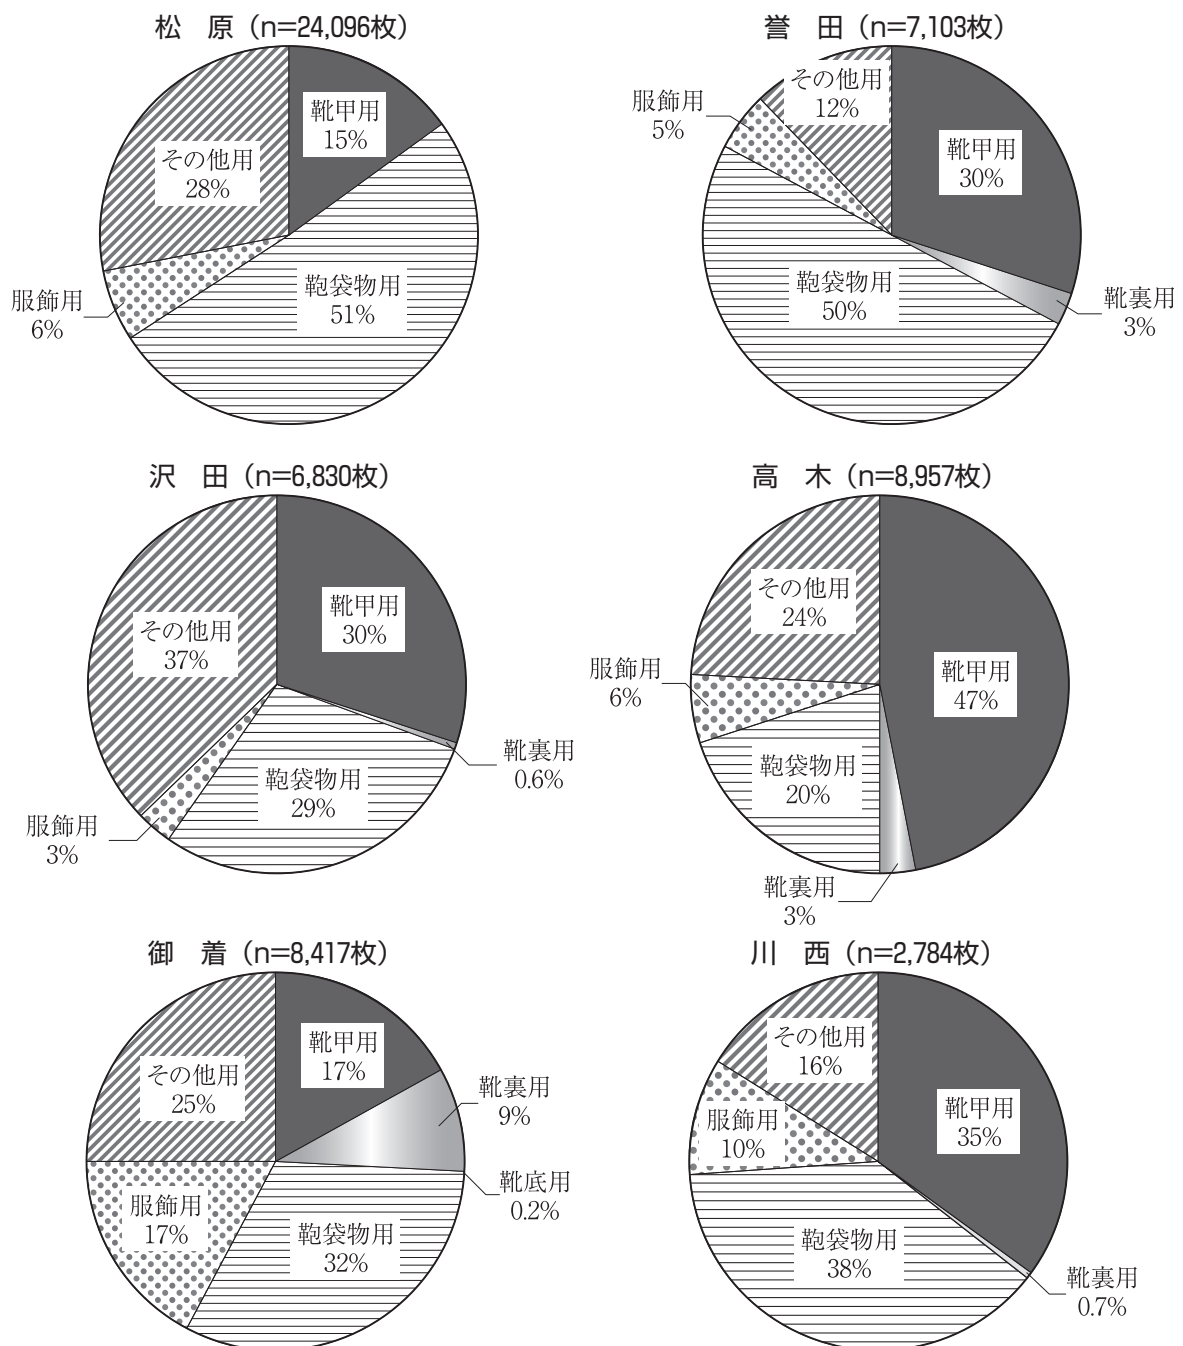 松 原（n=24,096枚）
靴甲用
15%
鞄袋物用
51%
服飾用
6%
その他用
28%
誉 田（n=7,103枚）
靴甲用
30%
靴裏用
3%
鞄袋物用
50%
服飾用
5%
その他用
12%
沢 田（n=6,830枚）
靴甲用
30%
靴裏用
0.6%
鞄袋物用
29%
服飾用
3%
その他用
37%
高 木（n=8,957枚）
靴甲用
47%
靴裏用
3%
鞄袋物用
20%
服飾用
6%
その他用
24%
御 着（n=8,417枚）
靴甲用
17%
靴裏用
9%
靴底用
0.2%
鞄袋物用
32%
服飾用
17%
その他用
25%
川 西（n=2,784枚）
靴甲用
35%
靴裏用
0.7%
鞄袋物用
38%
服飾用
10%
その他用
16%